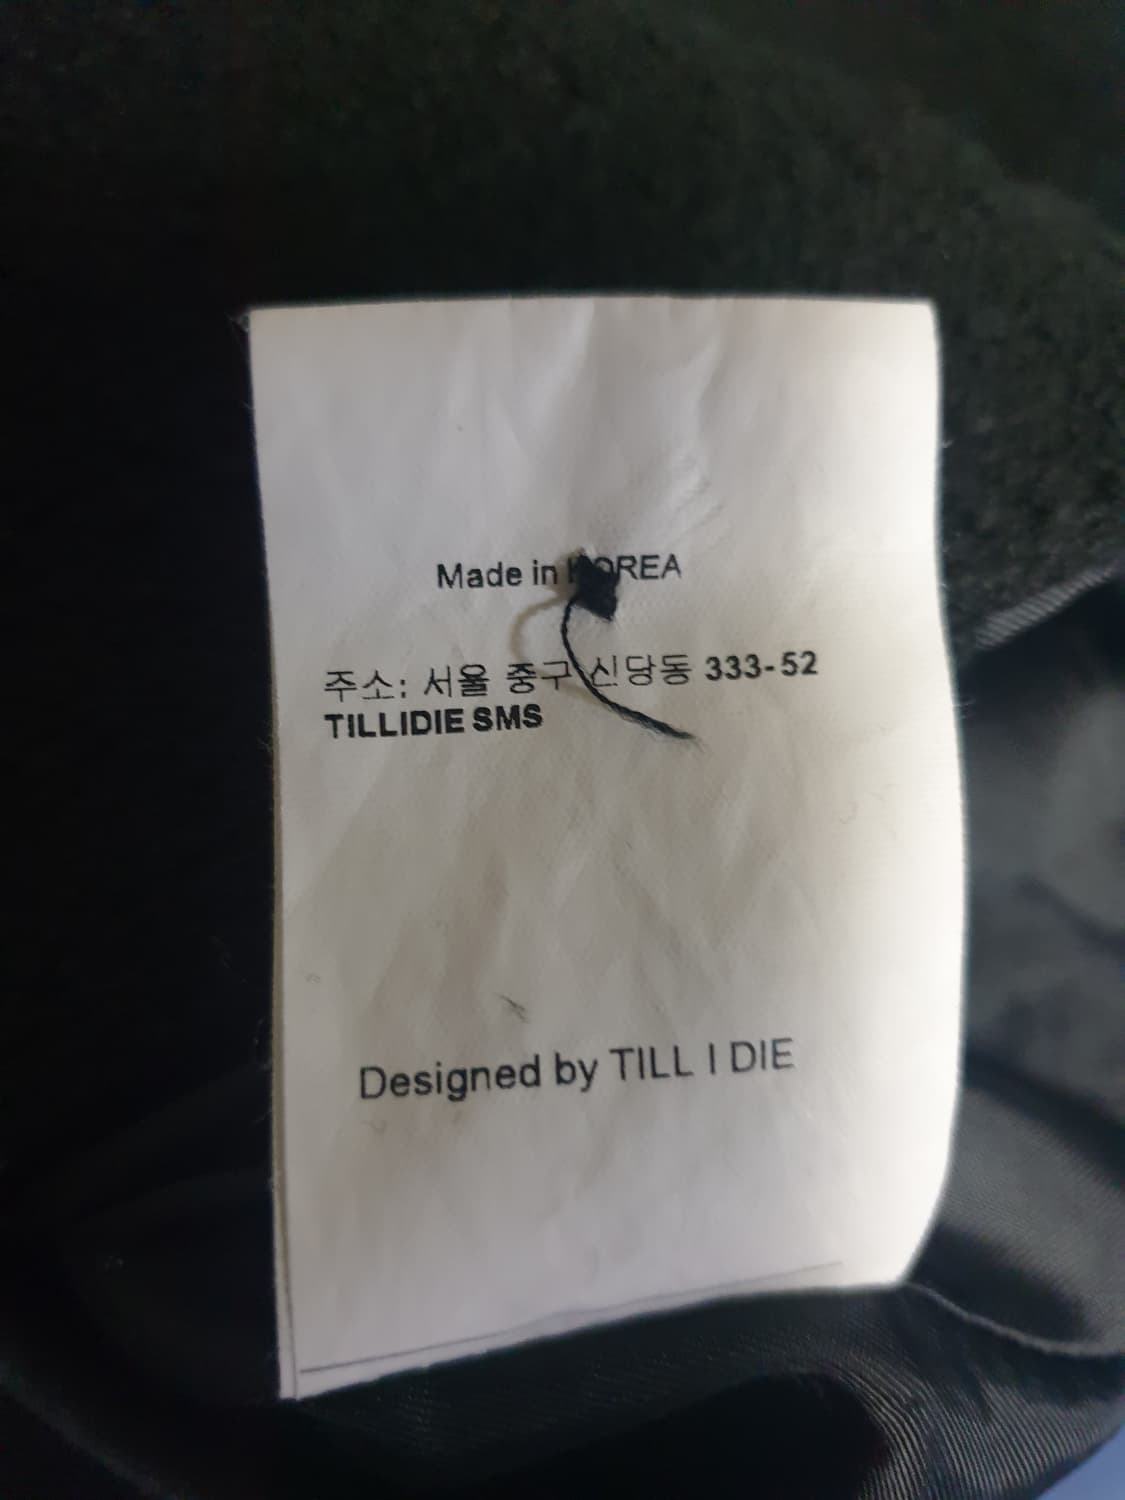 Made in KOREA
주소: 서울 중구 신당동 333-52
TILLIDIE SMS
Designed by TILL I DIE